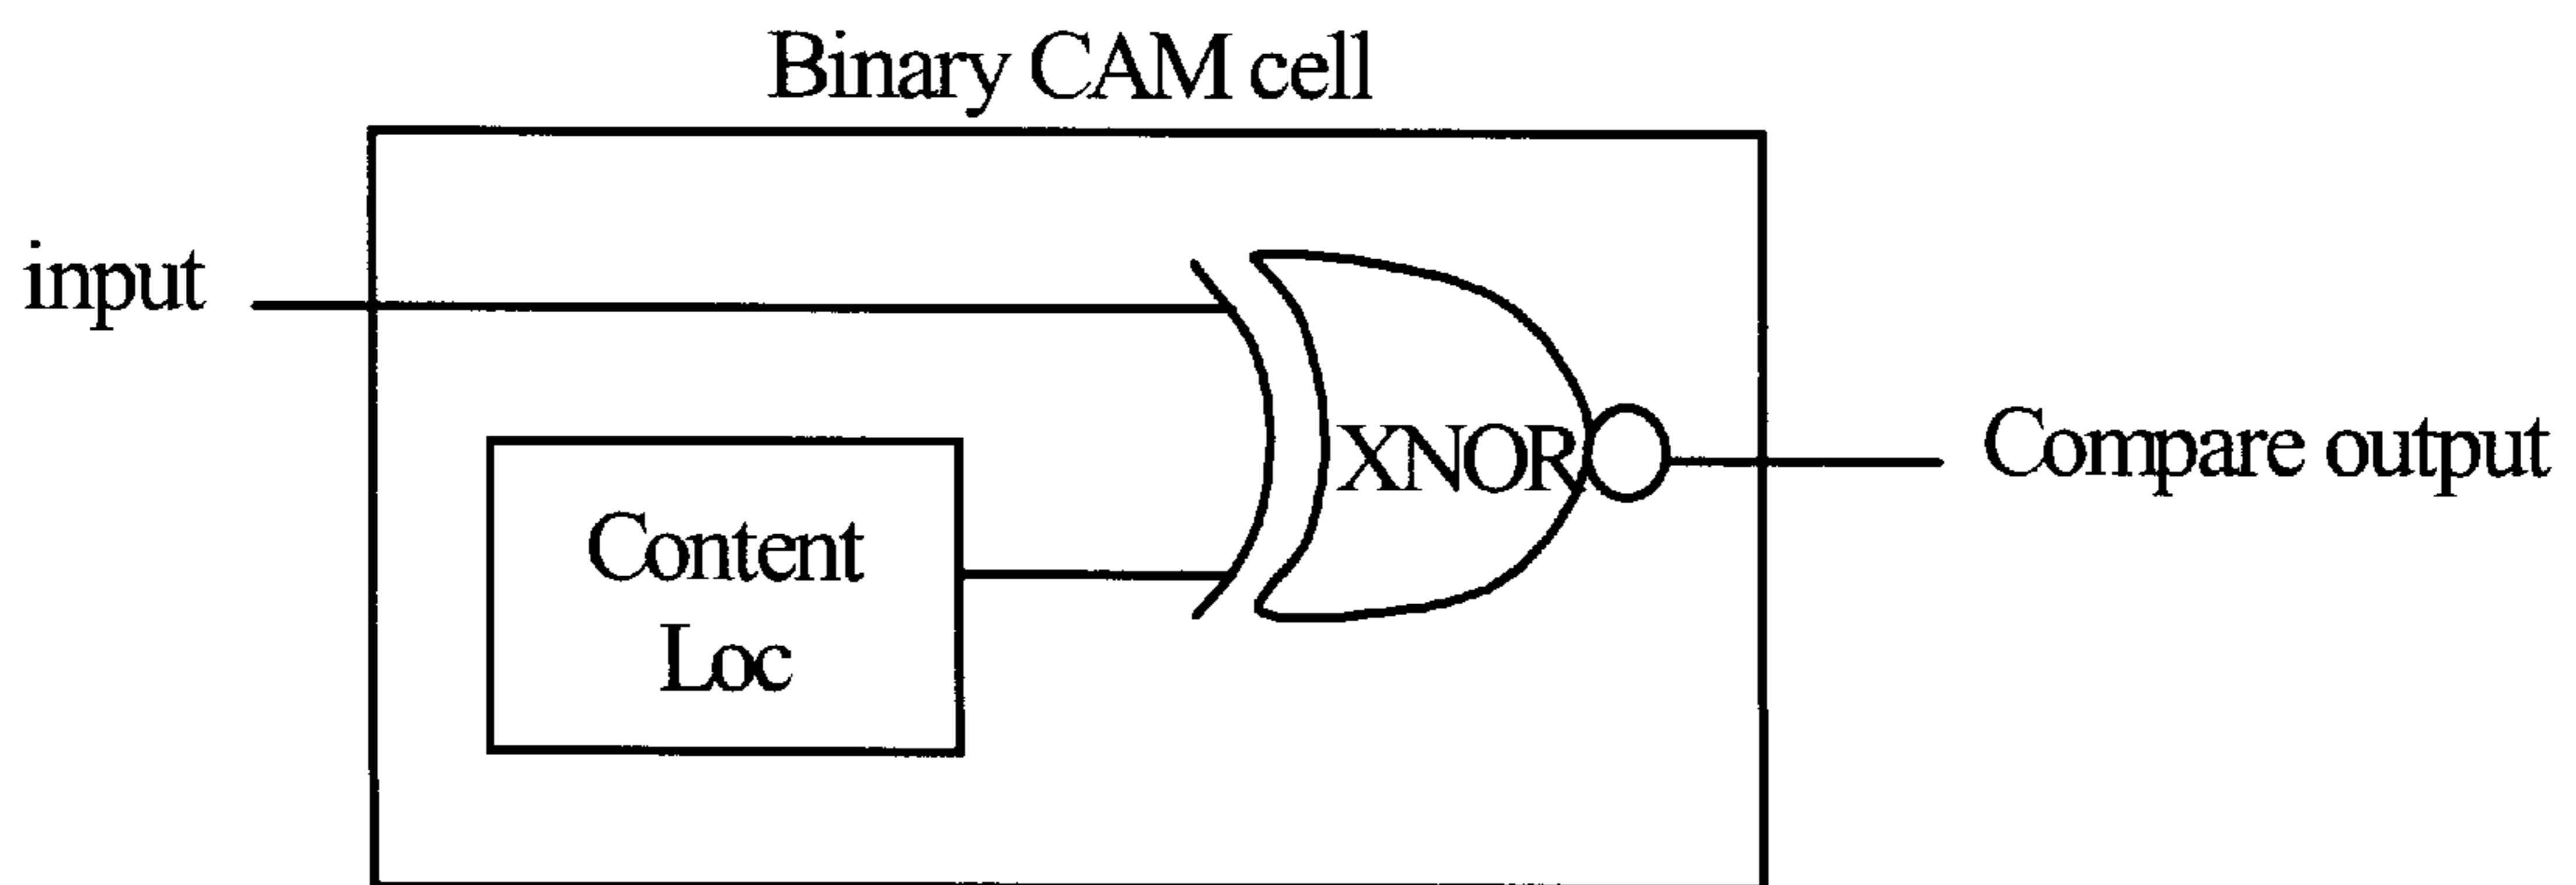 Binary CAM cell
input
XNOR
Compare output
Content
Loc